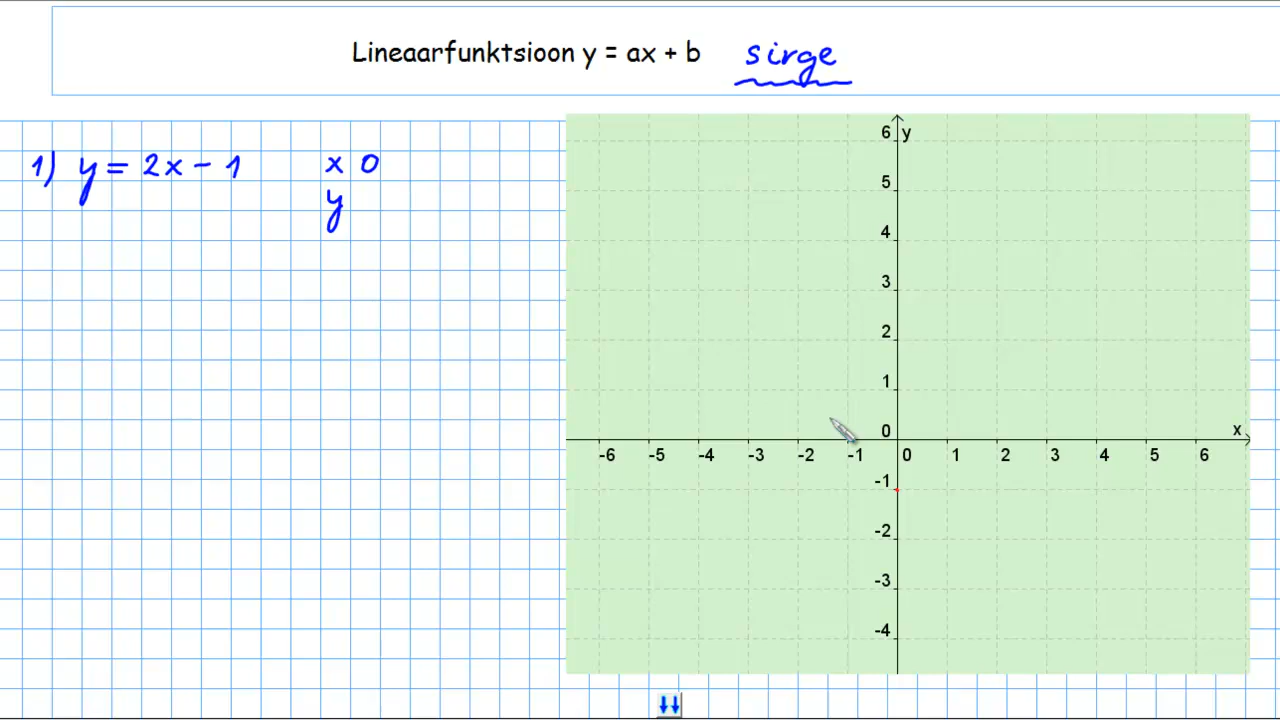 Lineaarfunktsioon y = ax + b sirge
1) y = 2x - 1 x 0
y
6 y
5
4
3
2
1
0 x
-6 -5 -4 -3 -2 -1 0 1 2 3 4 5 6
-1
-2
-3
-4